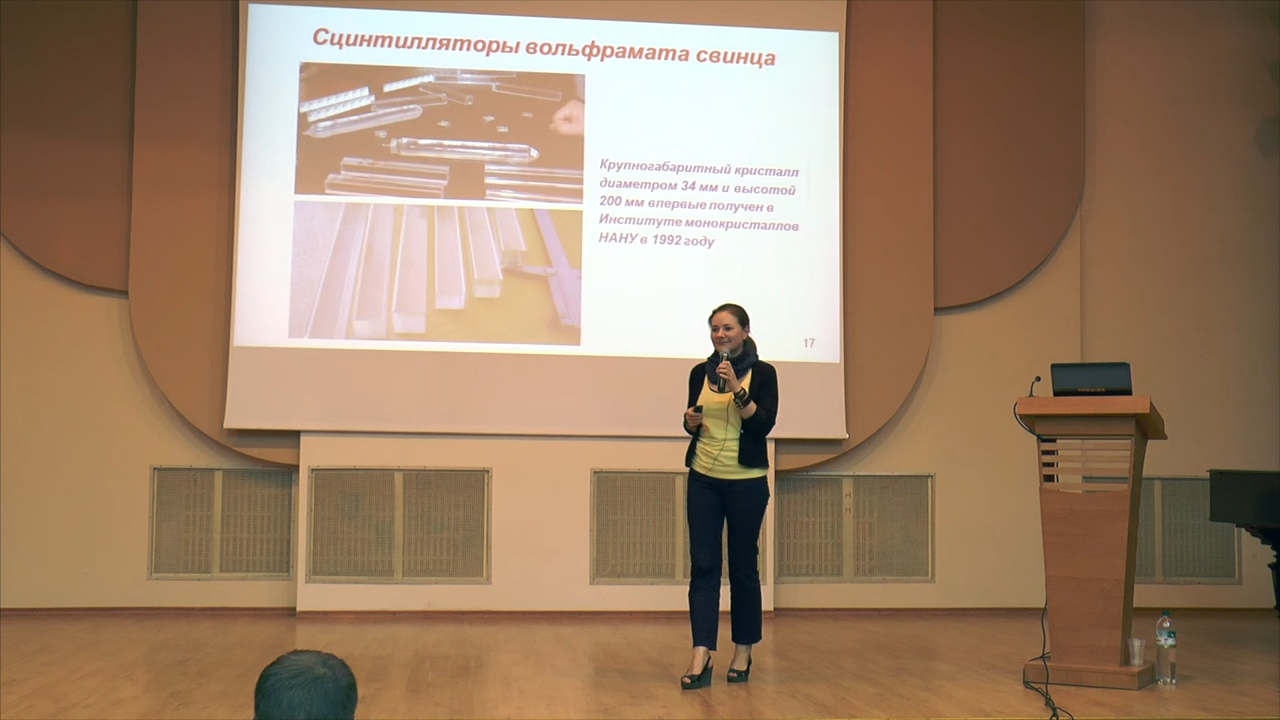 Сцинтилляторы вольфрамата свинца
Крупногабаритный кристалл
диаметром 34 мм и высотой
200 мм впервые получен в
Институте монокристаллов
НАНУ в 1992 году
17